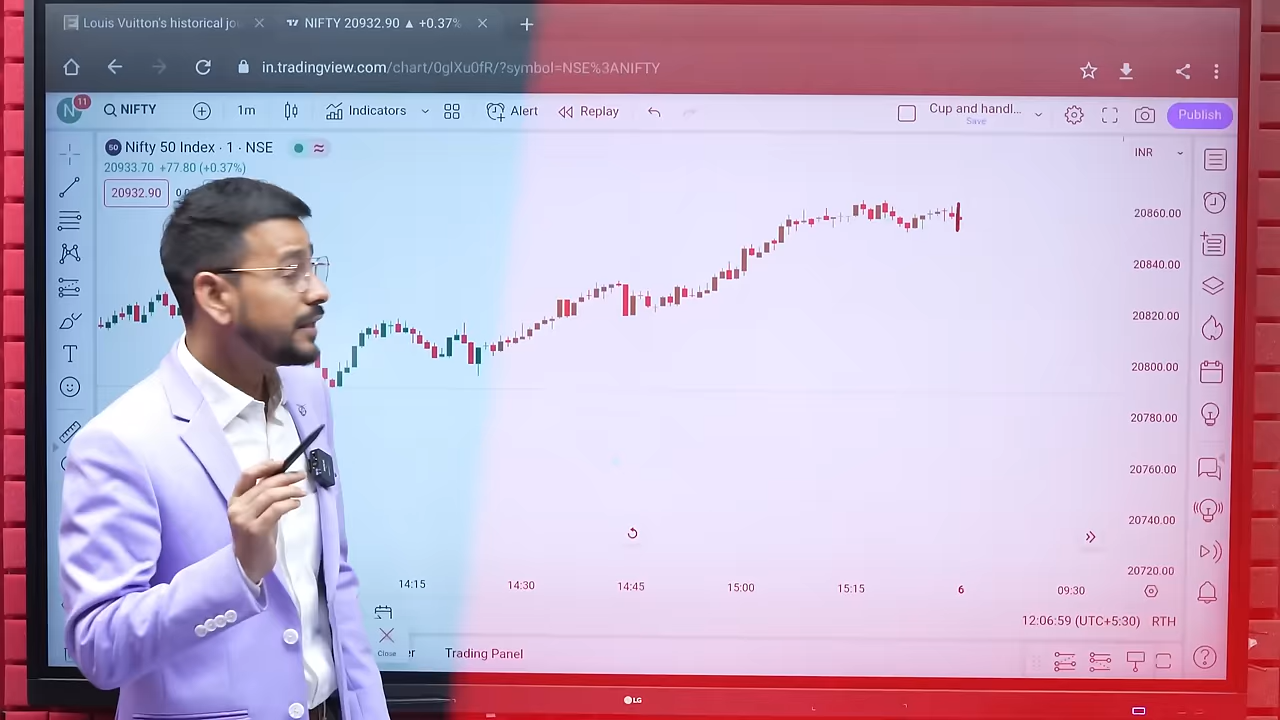 Louis Vuitton's historical jo
NIFTY 20932.90 ▲ +0.37%
in.tradingview.com/chart/0glXu0fR/?symbol=NSE%3ANIFTY
N
11
NIFTY
1m
Indicators
Alert
Replay
Cup and handl...
Save
Publish
50
Nifty 50 Index · 1 · NSE
20933.70 +77.80 (+0.37%)
20932.90
INR
20860.00
20840.00
20820.00
20800.00
20780.00
20760.00
20740.00
20720.00
14:15
14:30
14:45
15:00
15:15
6
09:30
12:06:59 (UTC+5:30)
RTH
Close
Trading Panel
LG